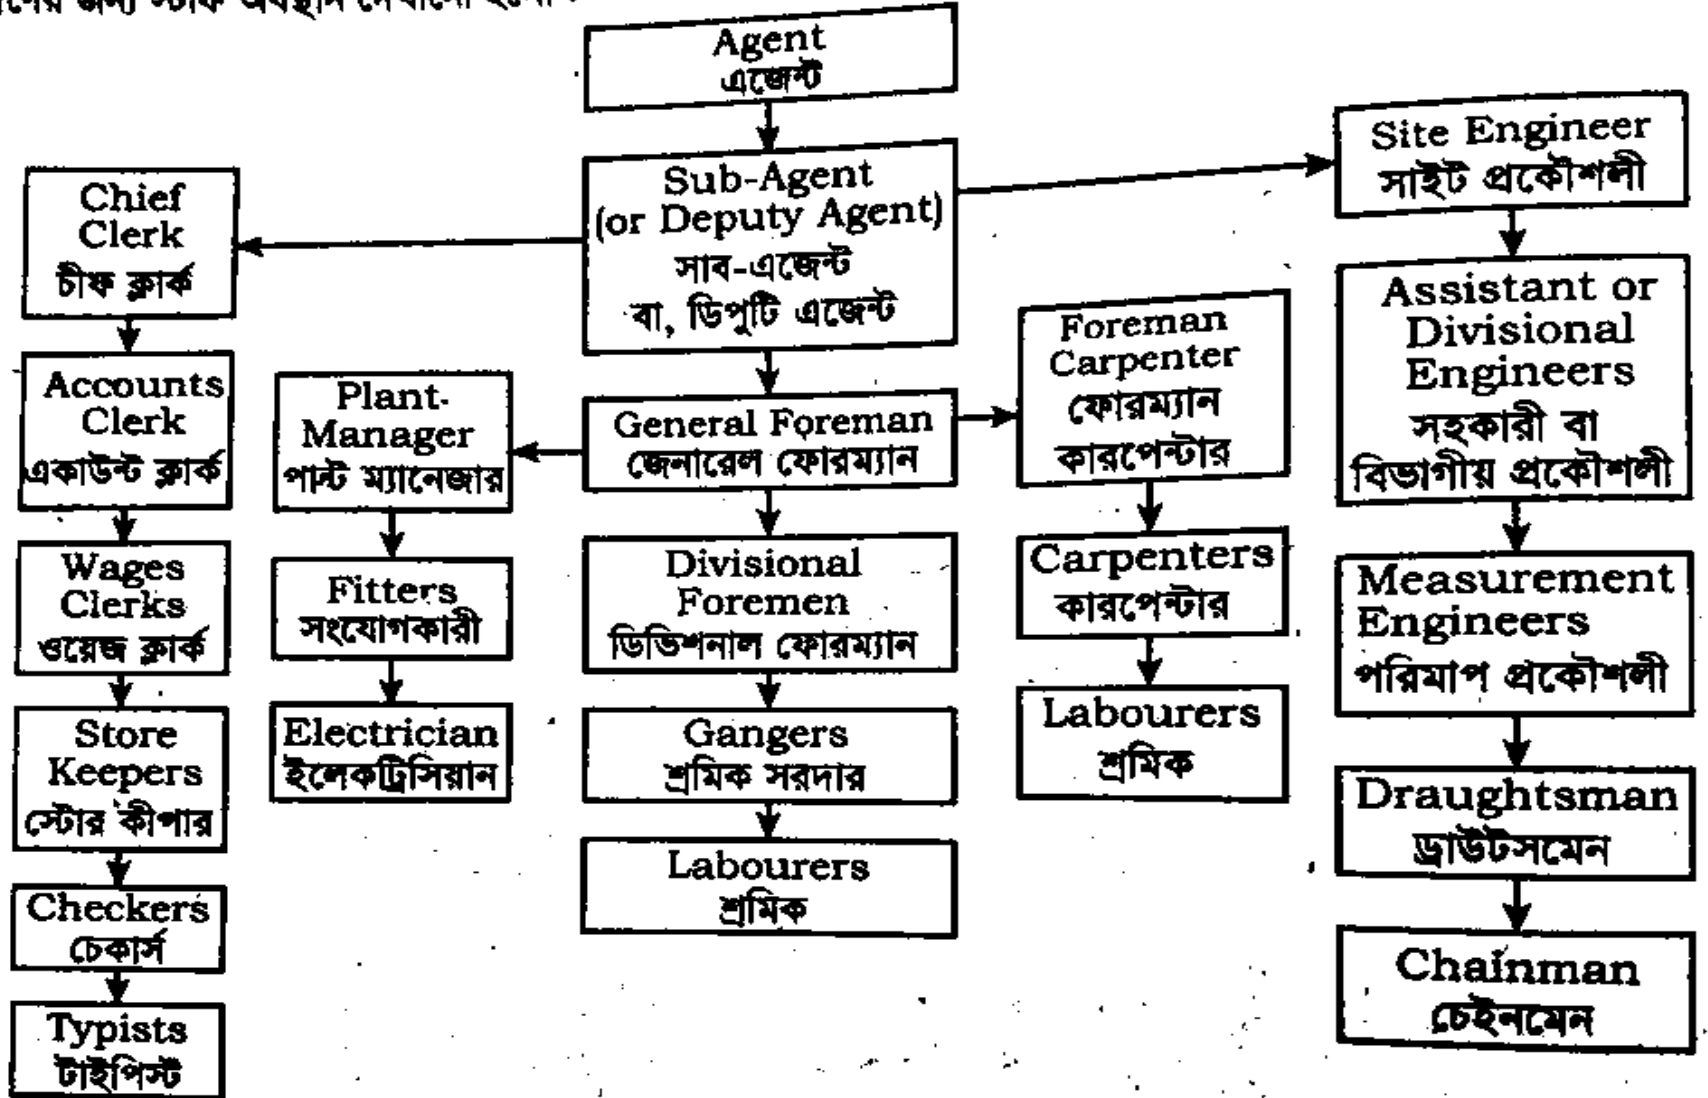 জন্য স্টাফ অবস্থান দেখানো
Agent
এজেন্ট
Sub-Agent
(or Deputy Agent)
সাব-এজেন্ট
বা, ডিপুটি এজেন্ট
Site Engineer
সাইট প্রকৌশলী
Chief
Clerk
চীফ ক্লার্ক
Assistant or
Divisional
Engineers
সহকারী বা
বিভাগীয় প্রকৌশলী
Foreman
Carpenter
ফোরম্যান
কারপেন্টার
Accounts
Clerk
একাউন্ট ক্লার্ক
Plant-
Manager
পান্ট ম্যানেজার
General Foreman
জেনারেল ফোরম্যান
Wages
Clerks
ওয়েজ ক্লার্ক
Fitters
সংযোগকারী
Divisional
Foremen
ডিভিশনাল ফোরম্যান
Carpenters
কারপেন্টার
Measurement
Engineers
পরিমাপ প্রকৌশলী
Store
Keepers
স্টোর কীপার
Electrician
ইলেকট্রিসিয়ান
Gangers
শ্রমিক সরদার
Labourers
শ্রমিক
Draughtsman
ড্রাউটসমেন
Labourers
শ্রমিক
Checkers
চেকার্স
Chainman
চেইনমেন
Typists
টাইপিস্ট